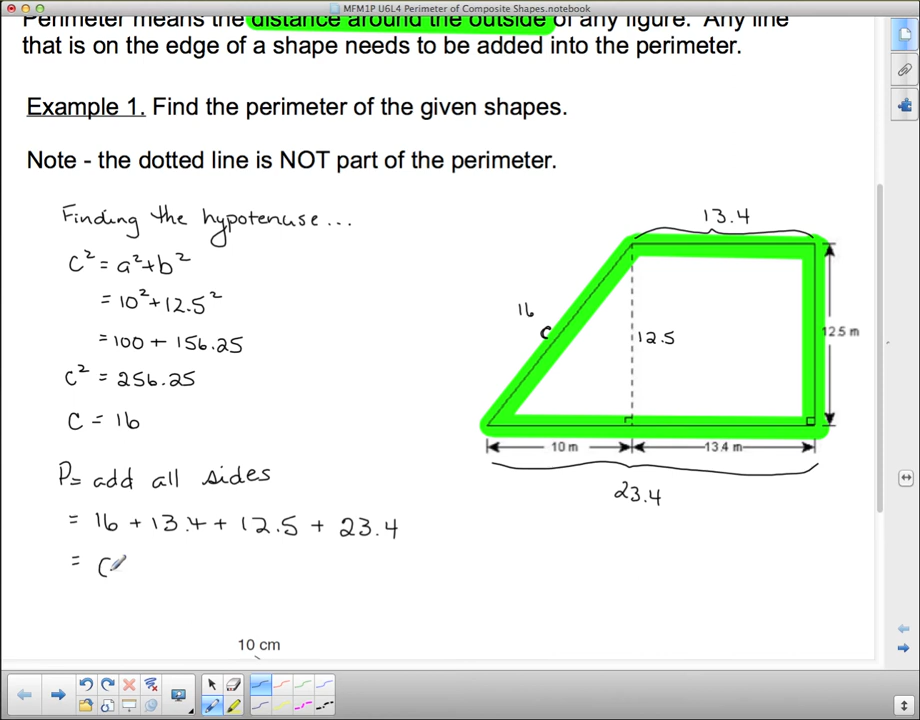 MFM1P U6L4 Perimeter of Composite Shapes.notebook
Perimeter means the distance around the outside of any figure. Any line
that is on the edge of a shape needs to be added into the perimeter.
Example 1. Find the perimeter of the given shapes.
Note - the dotted line is NOT part of the perimeter.
Finding the hypotenuse...
c² = a²+b²
= 10²+12.5²
= 100 + 156.25
c² = 256.25
c = 16
P = add all sides
= 16 + 13.4 + 12.5 + 23.4
=
13.4
16
c
12.5
12.5 m
10 m
13.4 m
23.4
10 cm